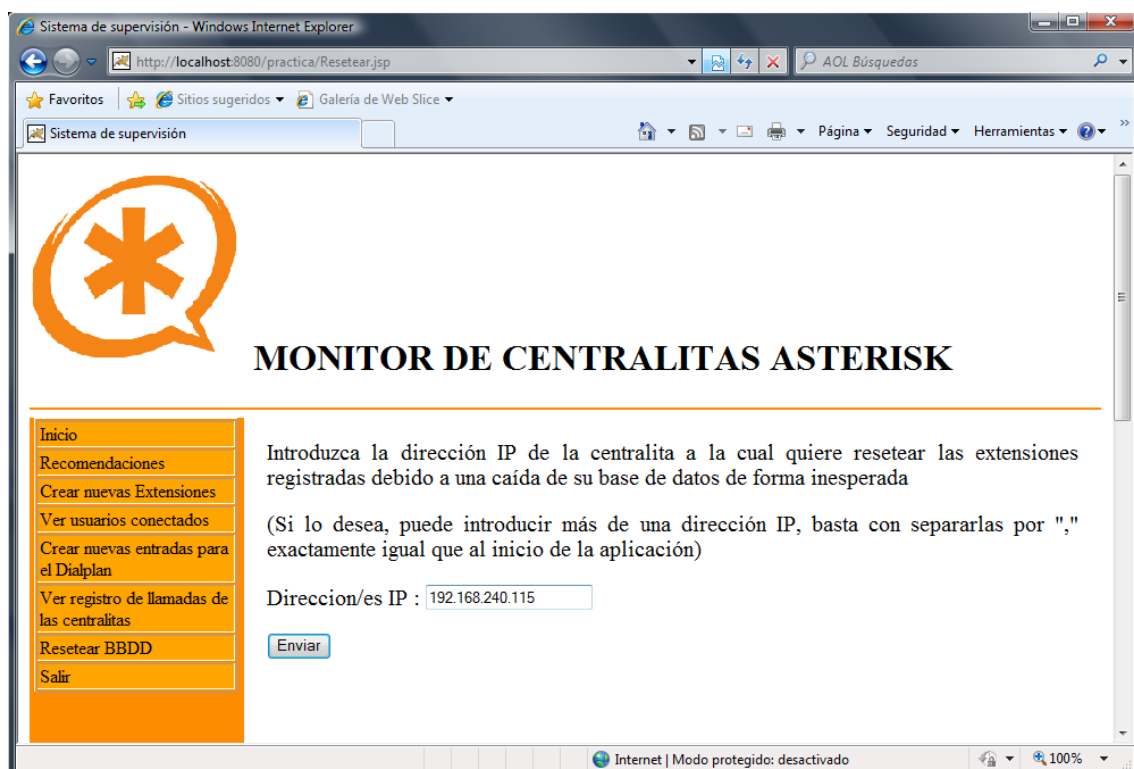 Sistema de supervisión - Windows Internet Explorer
http://localhost:8080/practica/Resetear.jsp
AOL Búsquedas
Favoritos Sitios sugeridos Galería de Web Slice
Sistema de supervisión
Página Seguridad Herramientas
MONITOR DE CENTRALITAS ASTERISK
Inicio
Recomendaciones
Crear nuevas Extensiones
Ver usuarios conectados
Crear nuevas entradas para
el Dialplan
Ver registro de llamadas de
las centralitas
Resetear BBDD
Salir
Introduzca la dirección IP de la centralita a la cual quiere resetear las extensiones
registradas debido a una caída de su base de datos de forma inesperada
(Si lo desea, puede introducir más de una dirección IP, basta con separarlas por ","
exactamente igual que al inicio de la aplicación)
Direccion/es IP : 192.168.240.115
Enviar
Internet | Modo protegido: desactivado
100%